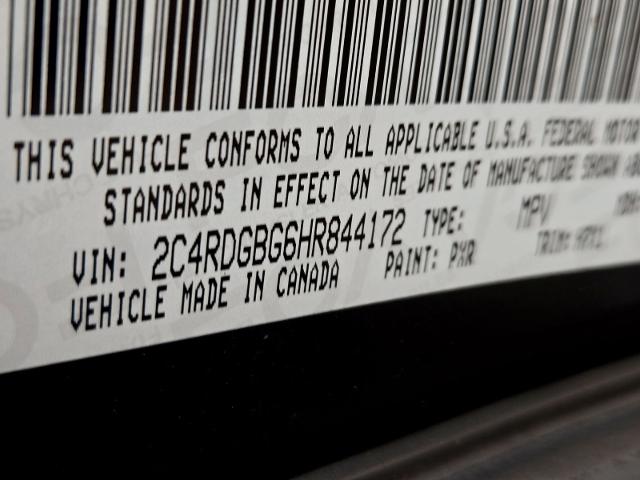 THIS VEHICLE CONFORMS TO ALL APPLICABLE U.S.A. FEDERAL MOTOR
STANDARDS IN EFFECT ON THE DATE OF MANUFACTURE SHOWN
VIN: 2C4RDGBG6HR844172 TYPE: MPV
VEHICLE MADE IN CANADA PAINT: PXR TRIM: